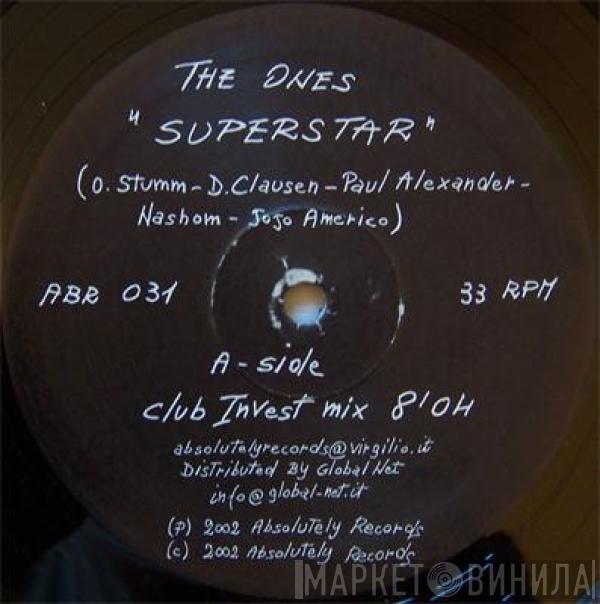 THE ONES
"SUPERSTAR"
(O. Stumm - D. Clausen - Paul Alexander -
Nashom - JoJo Americo)
ABR 031
33 RPM
A - side
Club Invest mix 8'04
absolutelyrecords@virgilio.it
Distributed By Global Net
info@global-net.it
(p) 2002 Absolutely Records
(c) 2002 Absolutely Records
МАРКЕТ ВИНИЛА